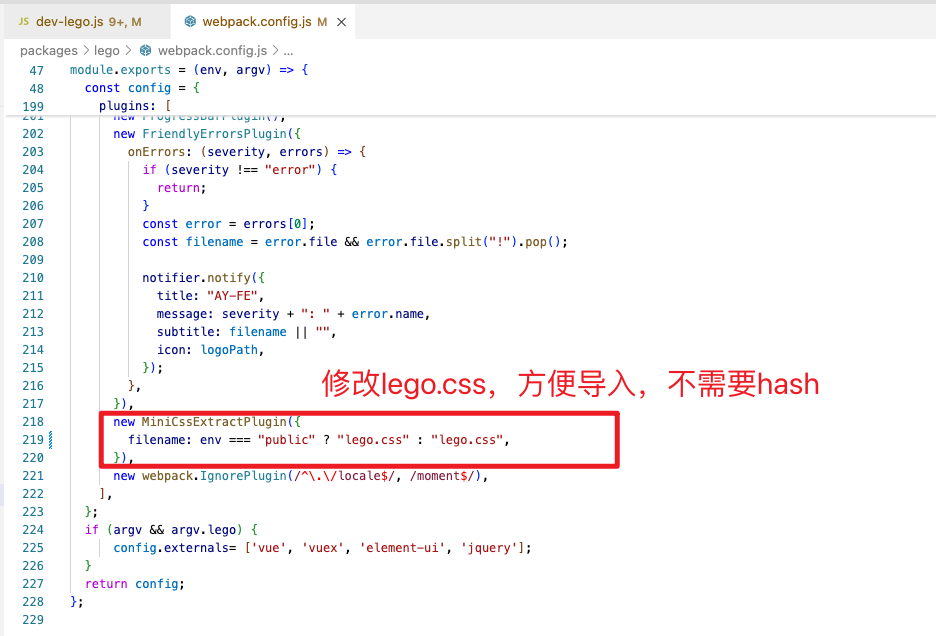 JS dev-lego.js 9+, M webpack.config.js M
packages > lego > webpack.config.js > ...
47 module.exports = (env, argv) => {
48 const config = {
199 plugins: [
201 new ProgressBarPlugin(),
202 new FriendlyErrorsPlugin({
203 onErrors: (severity, errors) => {
204 if (severity !== "error") {
205 return;
206 }
207 const error = errors[0];
208 const filename = error.file && error.file.split("!").pop();
209
210 notifier.notify({
211 title: "AY-FE",
212 message: severity + ": " + error.name,
213 subtitle: filename || "",
214 icon: logoPath,
215 });
216 },
217 }),
修改lego.css，方便导入，不需要hash
218 new MiniCssExtractPlugin({
219 filename: env === "public" ? "lego.css" : "lego.css",
220 }),
221 new webpack.IgnorePlugin(/^\.\/locale$/, /moment$/),
222 ],
223 };
224 if (argv && argv.lego) {
225 config.externals= ['vue', 'vuex', 'element-ui', 'jquery'];
226 }
227 return config;
228 };
229